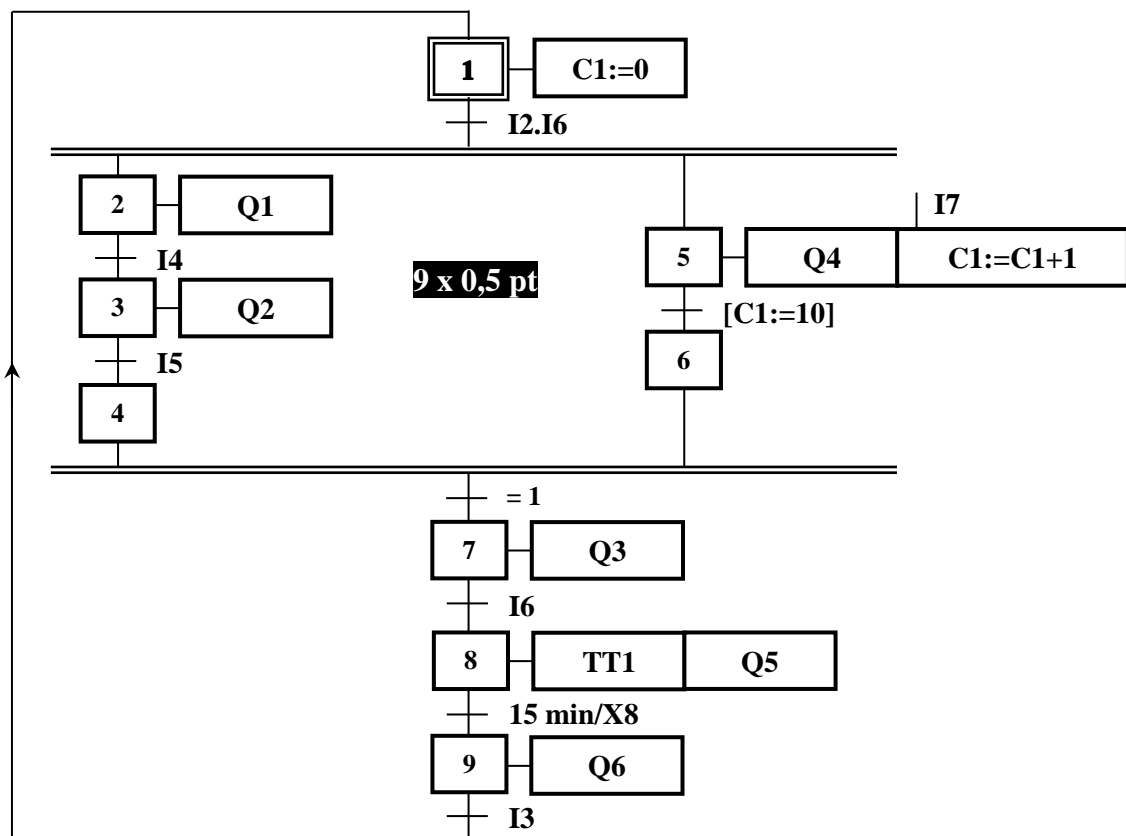 1 C1:=0
I2.I6
2 Q1
I7
5 Q4 C1:=C1+1
I4
9 x 0,5 pt
3 Q2
[C1:=10]
I5
6
4
= 1
7 Q3
I6
8 TT1 Q5
15 min/X8
9 Q6
I3